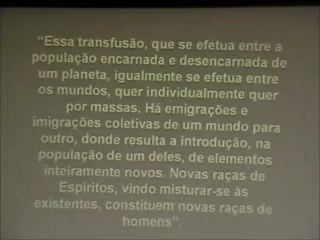 “Essa transfusão, que se efetua entre a
população encarnada e desencarnada de
um planeta, igualmente se efetua entre
os mundos, quer individualmente quer
por massas. Há emigrações e
imigrações coletivas de um mundo para
outro, donde resulta a introdução, na
população de um deles, de elementos
inteiramente novos. Novas raças de
Espíritos, vindo misturar-se às
existentes, constituem novas raças de
homens”.